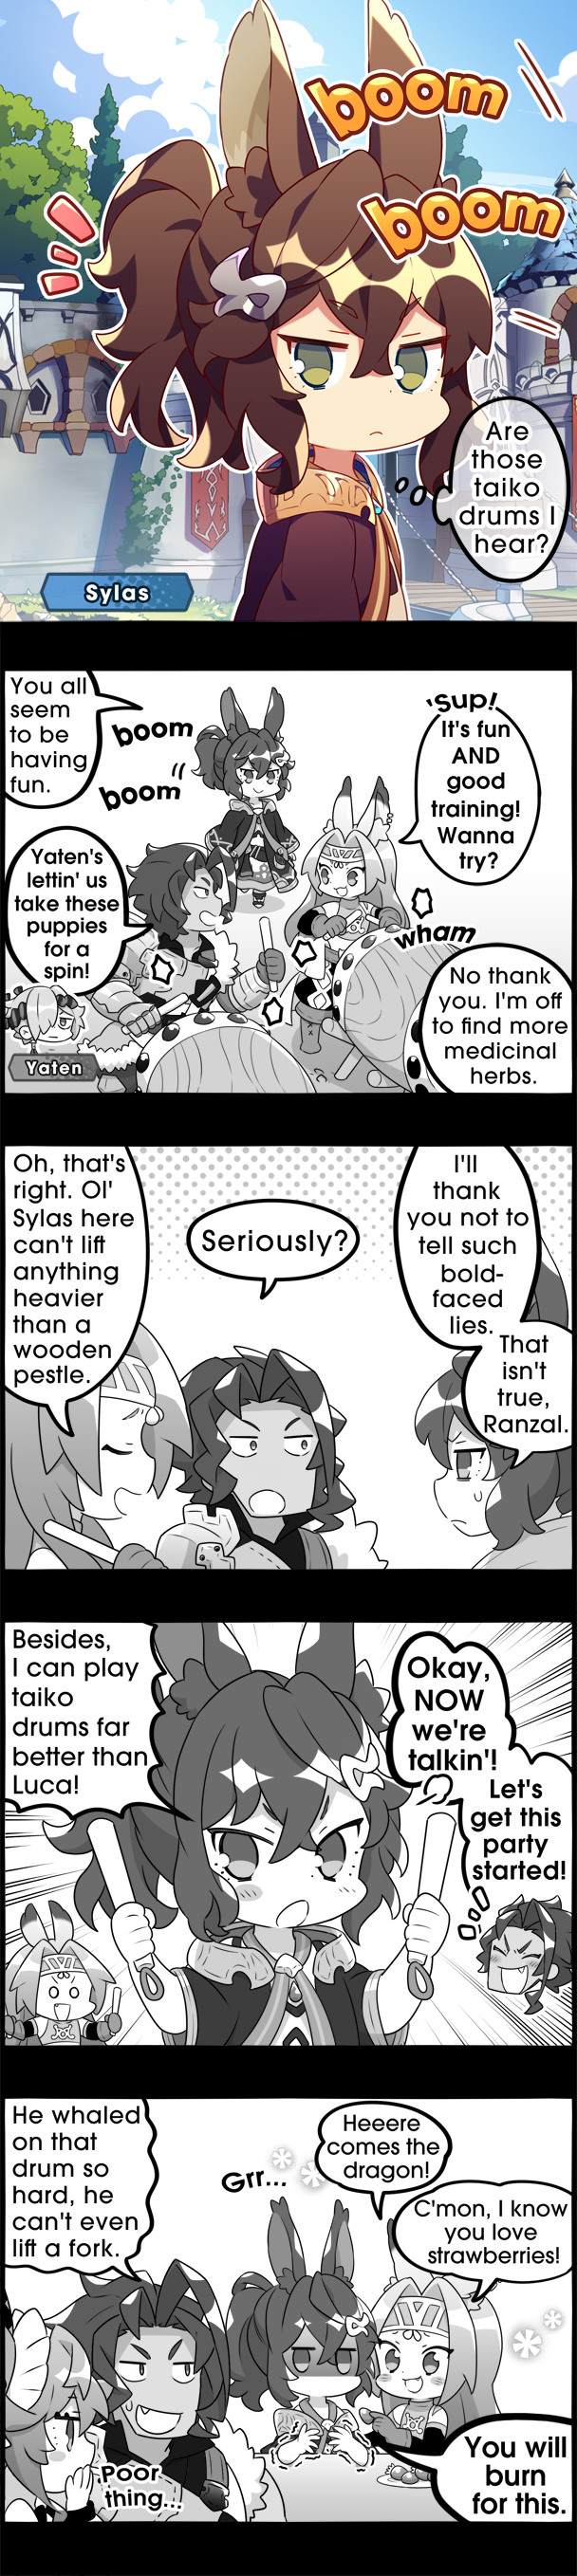 boom
boom
Are
those
taiko
drums I
hear?
Sylas
You all
seem
to be
having
fun.
boom
boom
'Sup!
It's fun
AND
good
training!
Wanna
try?
Yaten's
lettin' us
take these
puppies
for a
spin!
wham
No thank
you. I'm off
to find more
medicinal
herbs.
Yaten
Oh, that's
right. Ol'
Sylas here
can't lift
anything
heavier
than a
wooden
pestle.
Seriously?
I'll
thank
you not to
tell such
bold-
faced
lies.
That
isn't
true,
Ranzal.
Besides,
I can play
taiko
drums far
better than
Luca!
Okay,
NOW
we're
talkin'!
Let's
get this
party
started!
He whaled
on that
drum so
hard, he
can't even
lift a fork.
Grr...
Heeere
comes the
dragon!
C'mon, I know
you love
strawberries!
Poor
thing...
You will
burn
for this.